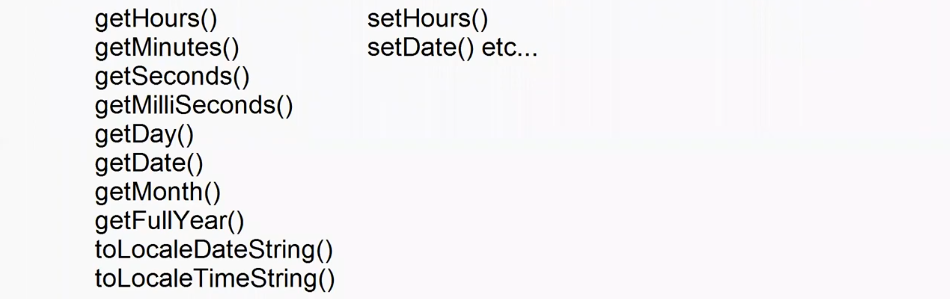 getHours()
getMinutes()
getSeconds()
getMilliSeconds()
getDay()
getDate()
getMonth()
getFullYear()
toLocaleDateString()
toLocaleTimeString()
setHours()
setDate() etc...